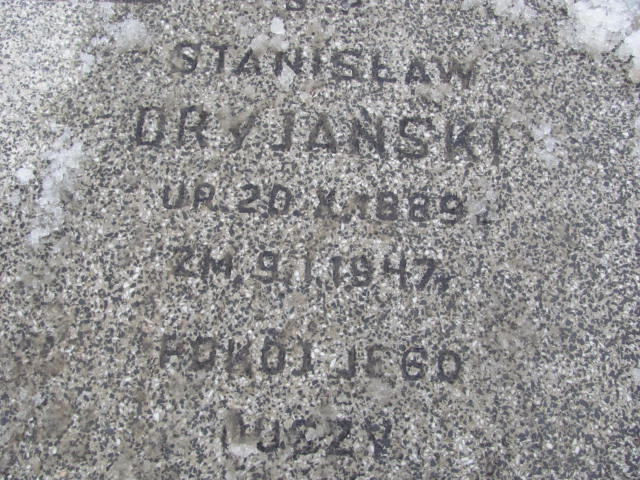 Ś.P.
STANISŁAW
DRYJAŃSKI
UR. 20.X.1889 r.
ZM. 9.I.1947 r.
POKÓJ JEGO
DUSZY